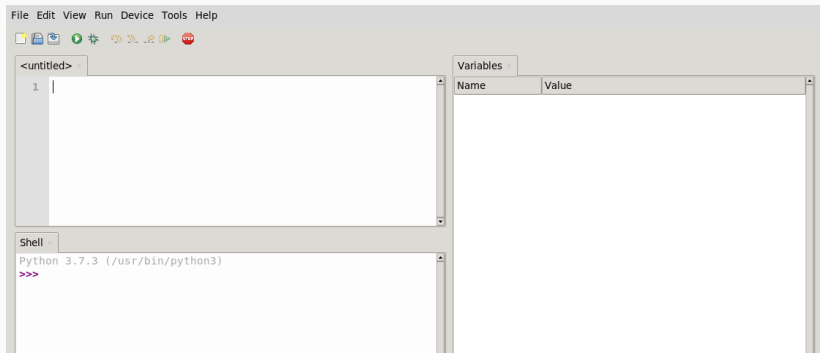 File Edit View Run Device Tools Help
STOP
<untitled>
Variables
1
Name Value
Shell
Python 3.7.3 (/usr/bin/python3)
>>>